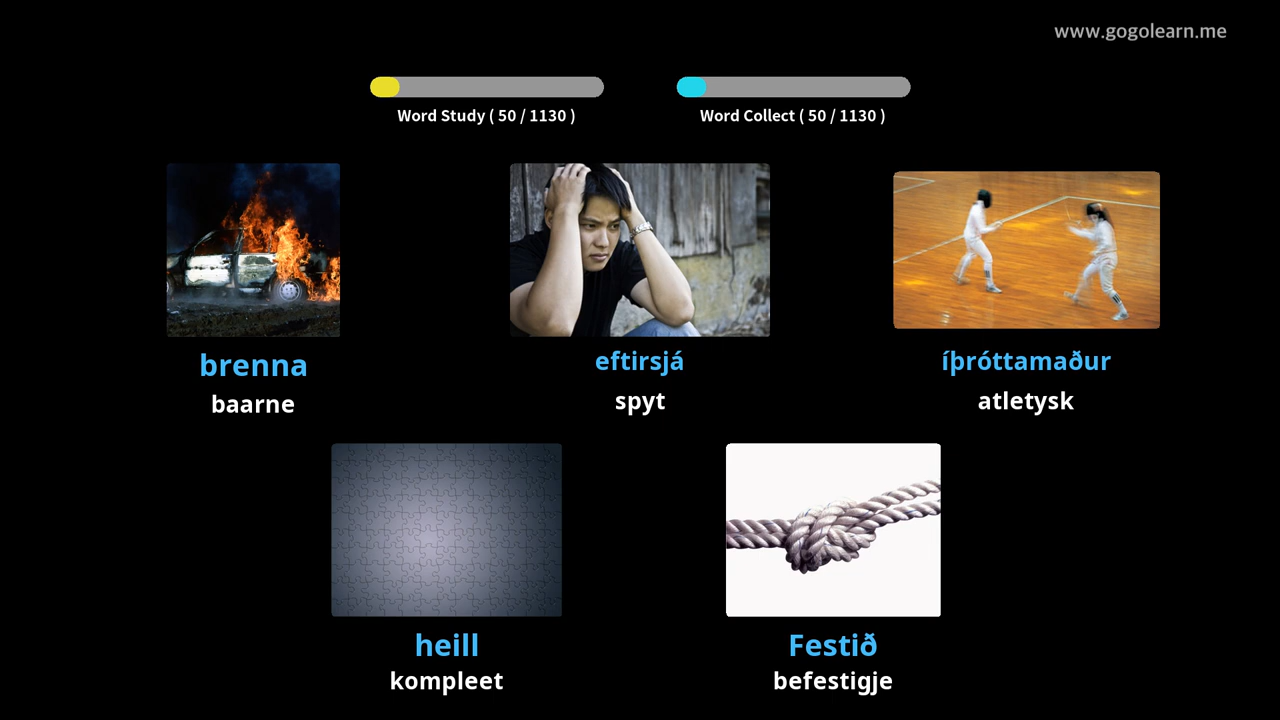 www.gogolearn.me
Word Study ( 50 / 1130 )
Word Collect ( 50 / 1130 )
brenna
baarne
eftirsjá
spyt
íþróttamaður
atletysk
heill
kompleet
Festið
befestigje